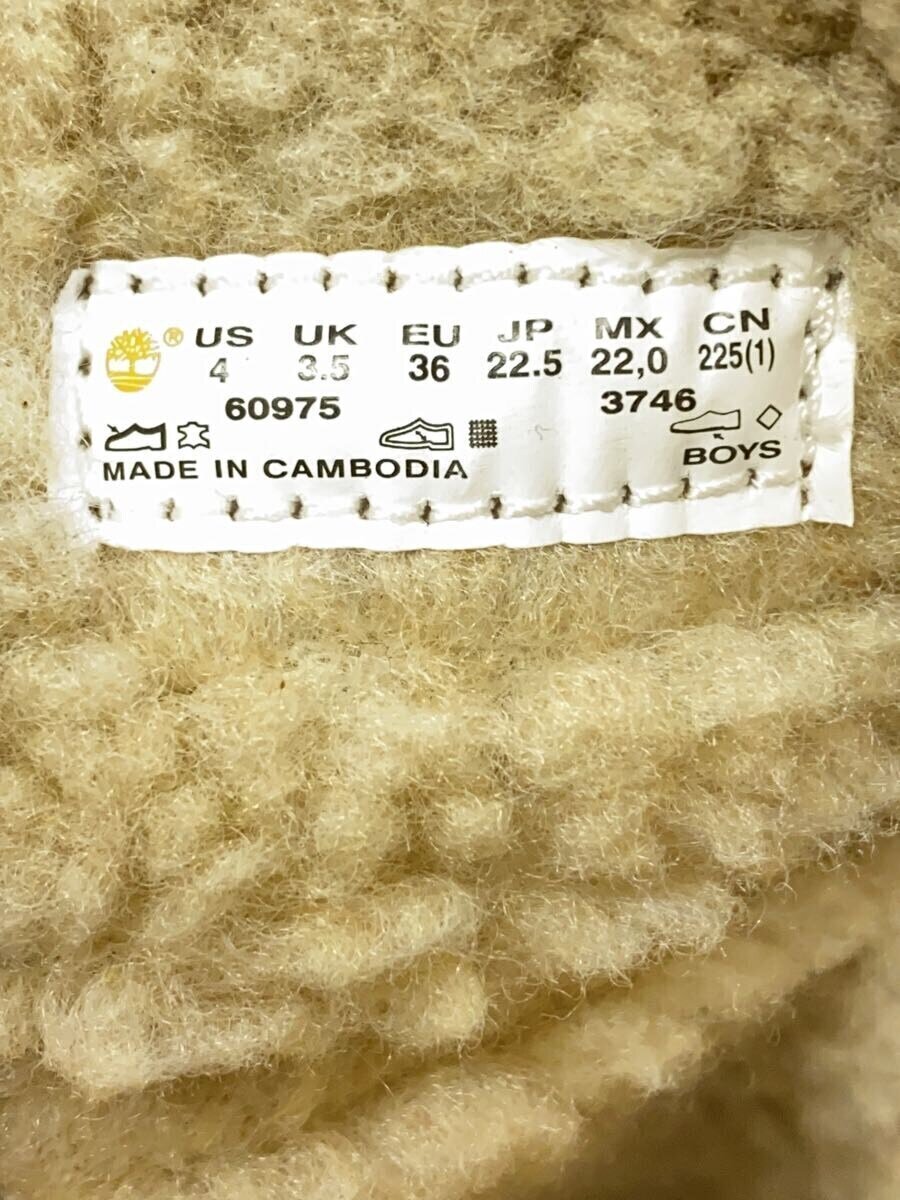 ® US UK EU JP MX CN
4 3.5 36 22.5 22,0 225(1)
60975 3746
MADE IN CAMBODIA BOYS